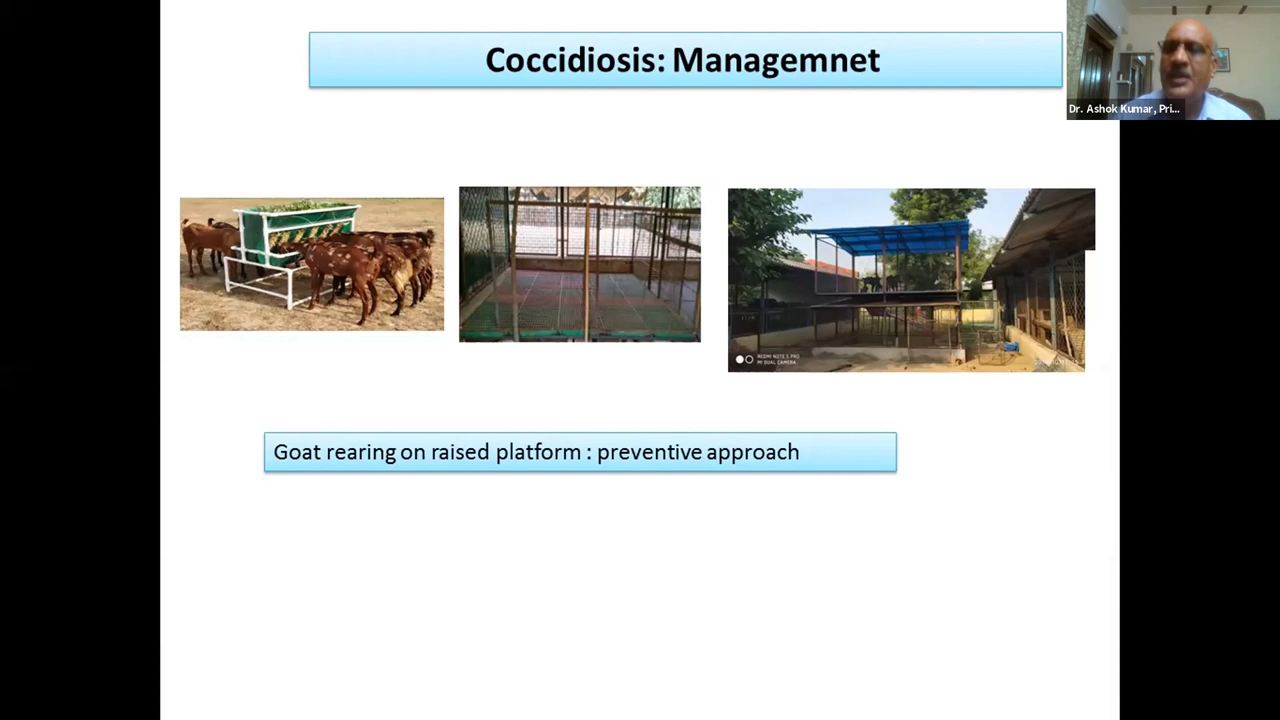 Coccidiosis: Managemnet
Dr. Ashok Kumar, Pri...
REDMI NOTE 5 PRO
MI DUAL CAMERA
Goat rearing on raised platform : preventive approach